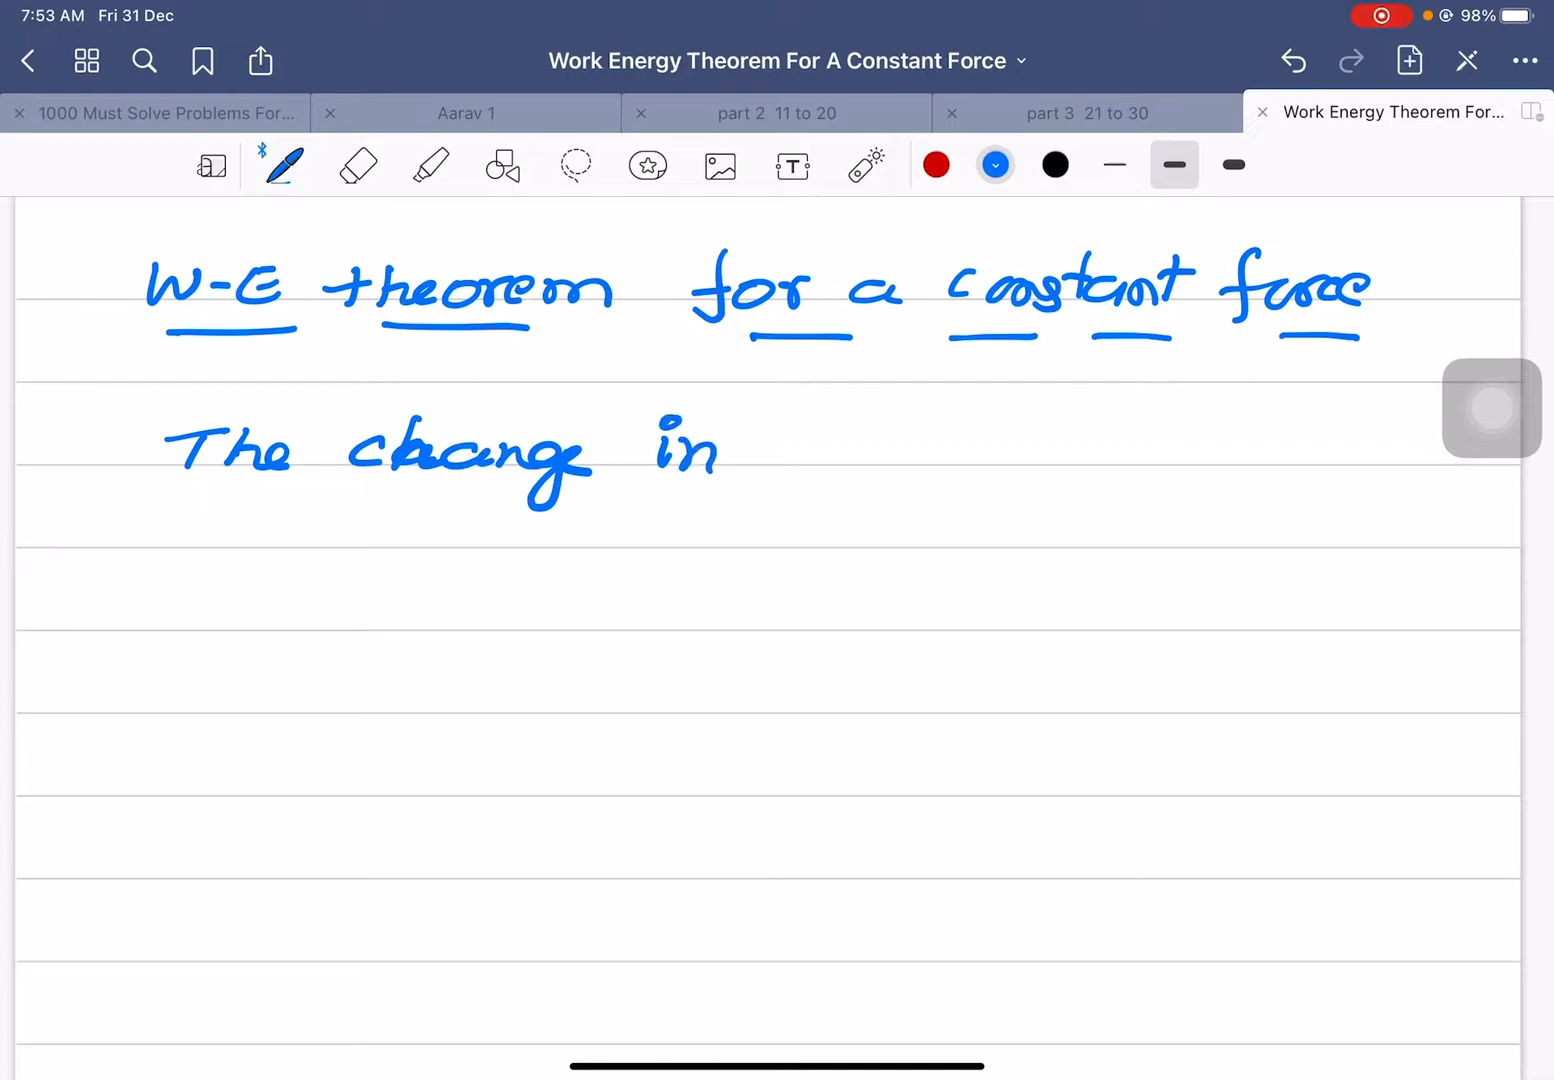 7:53 AM Fri 31 Dec 98%
Work Energy Theorem For A Constant Force
1000 Must Solve Problems For... Aarav 1 part 2 11 to 20 part 3 21 to 30 Work Energy Theorem For...
T
W-E theorem for a constant force
The change in